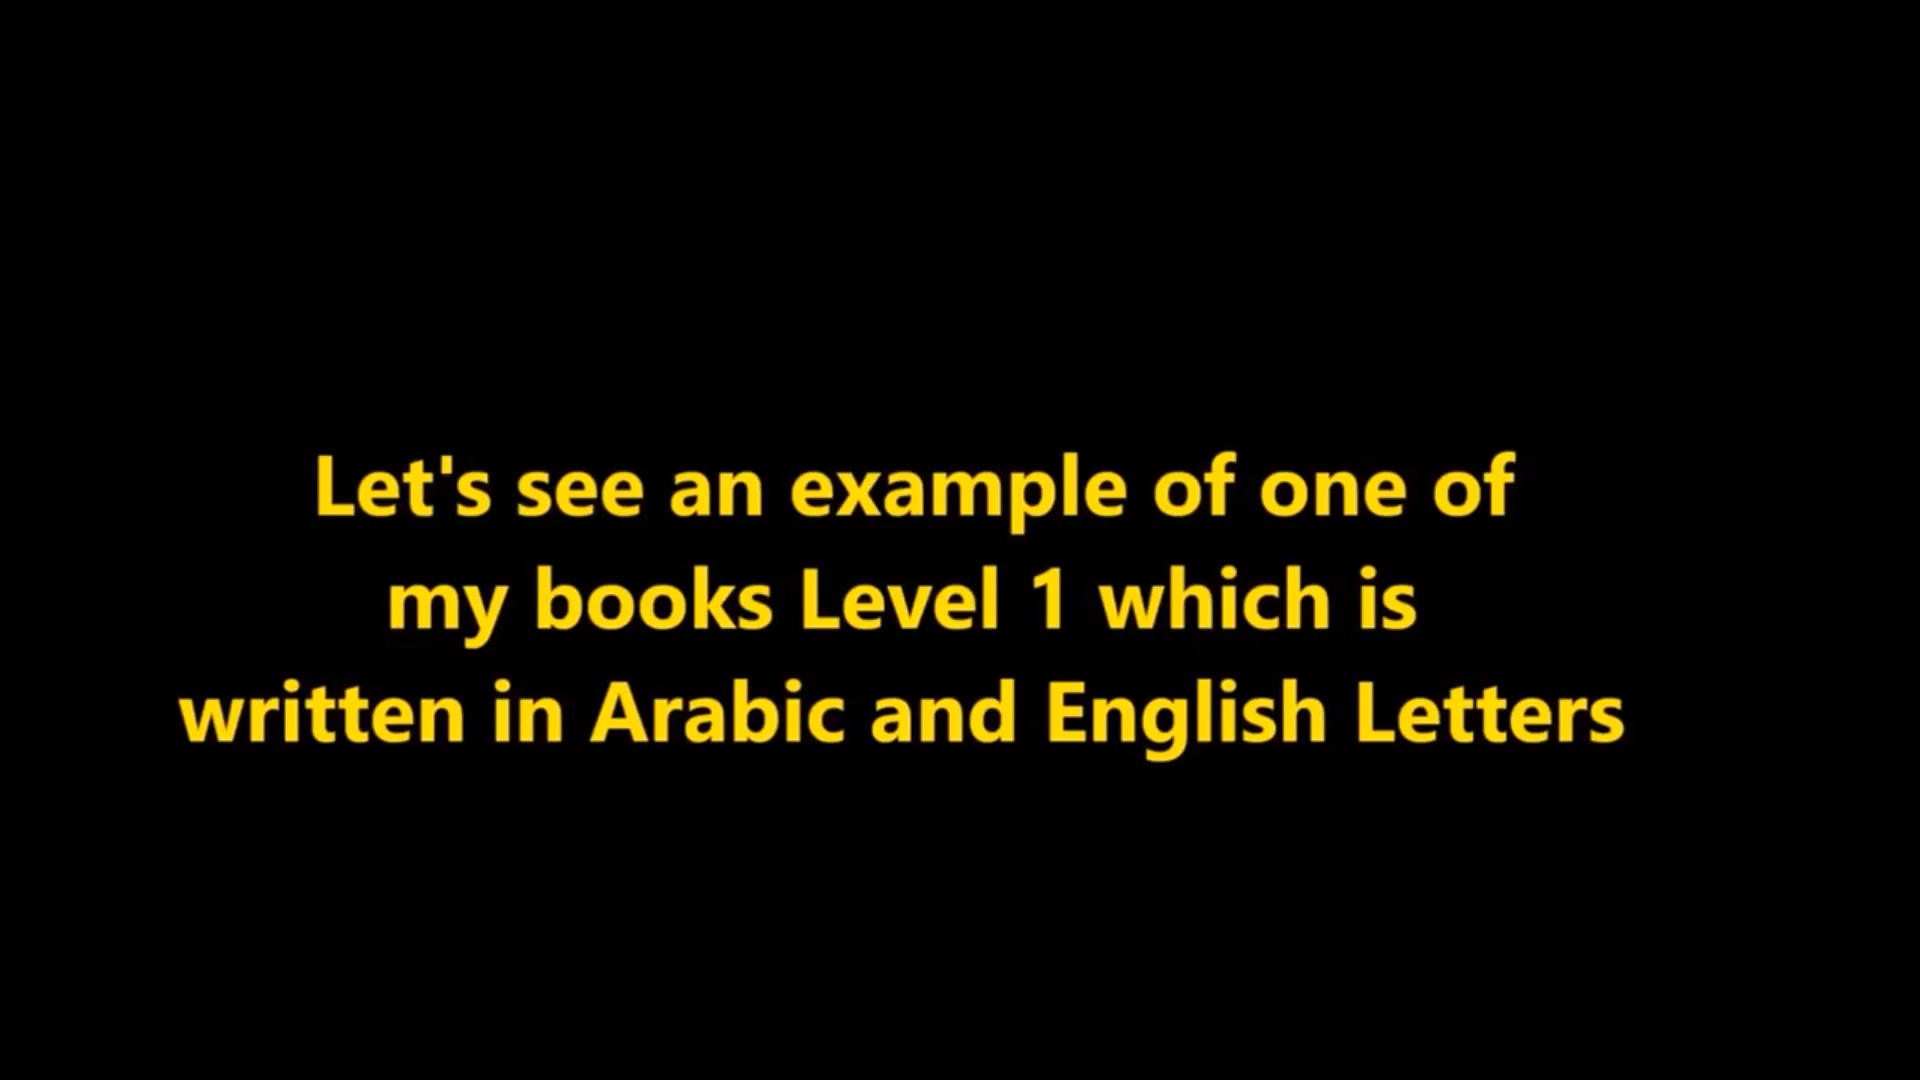 Let's see an example of one of
my books Level 1 which is
written in Arabic and English Letters